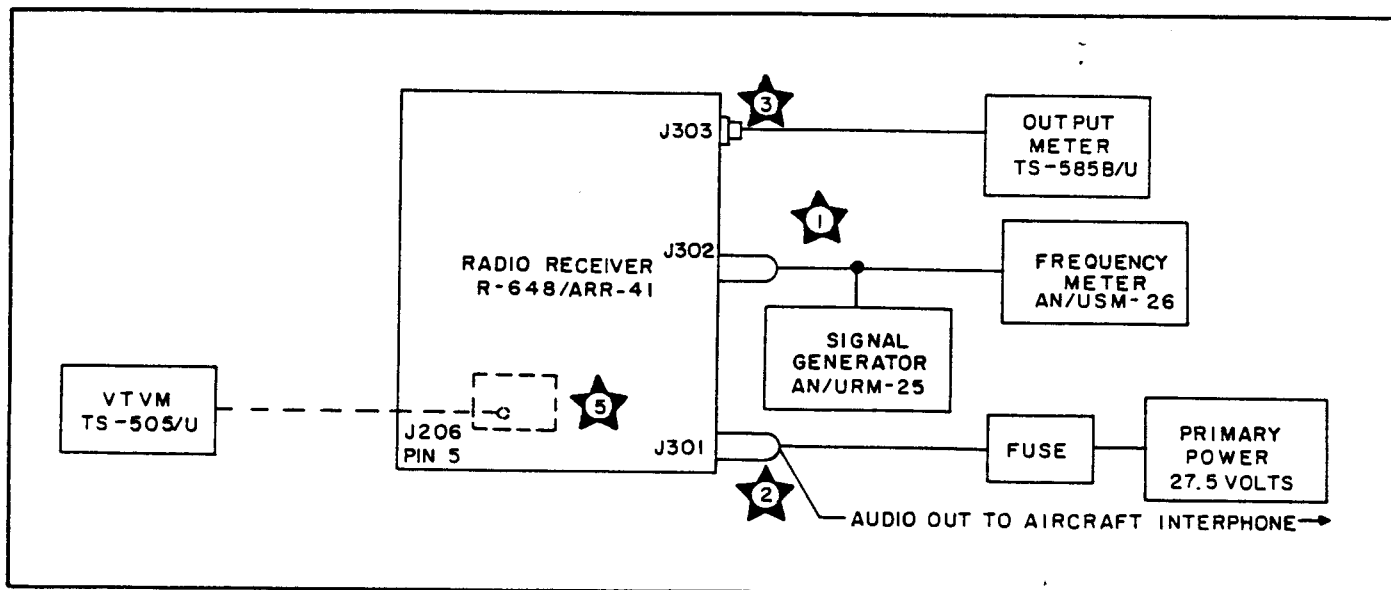 3
J303
OUTPUT
METER
TS-585B/U
1
J302
RADIO RECEIVER
R-648/ARR-41
FREQUENCY
METER
AN/USM-26
SIGNAL
GENERATOR
AN/URM-25
VTVM
TS-505/U
5
J206
PIN 5
J301
2
FUSE
PRIMARY
POWER
27.5 VOLTS
AUDIO OUT TO AIRCRAFT INTERPHONE